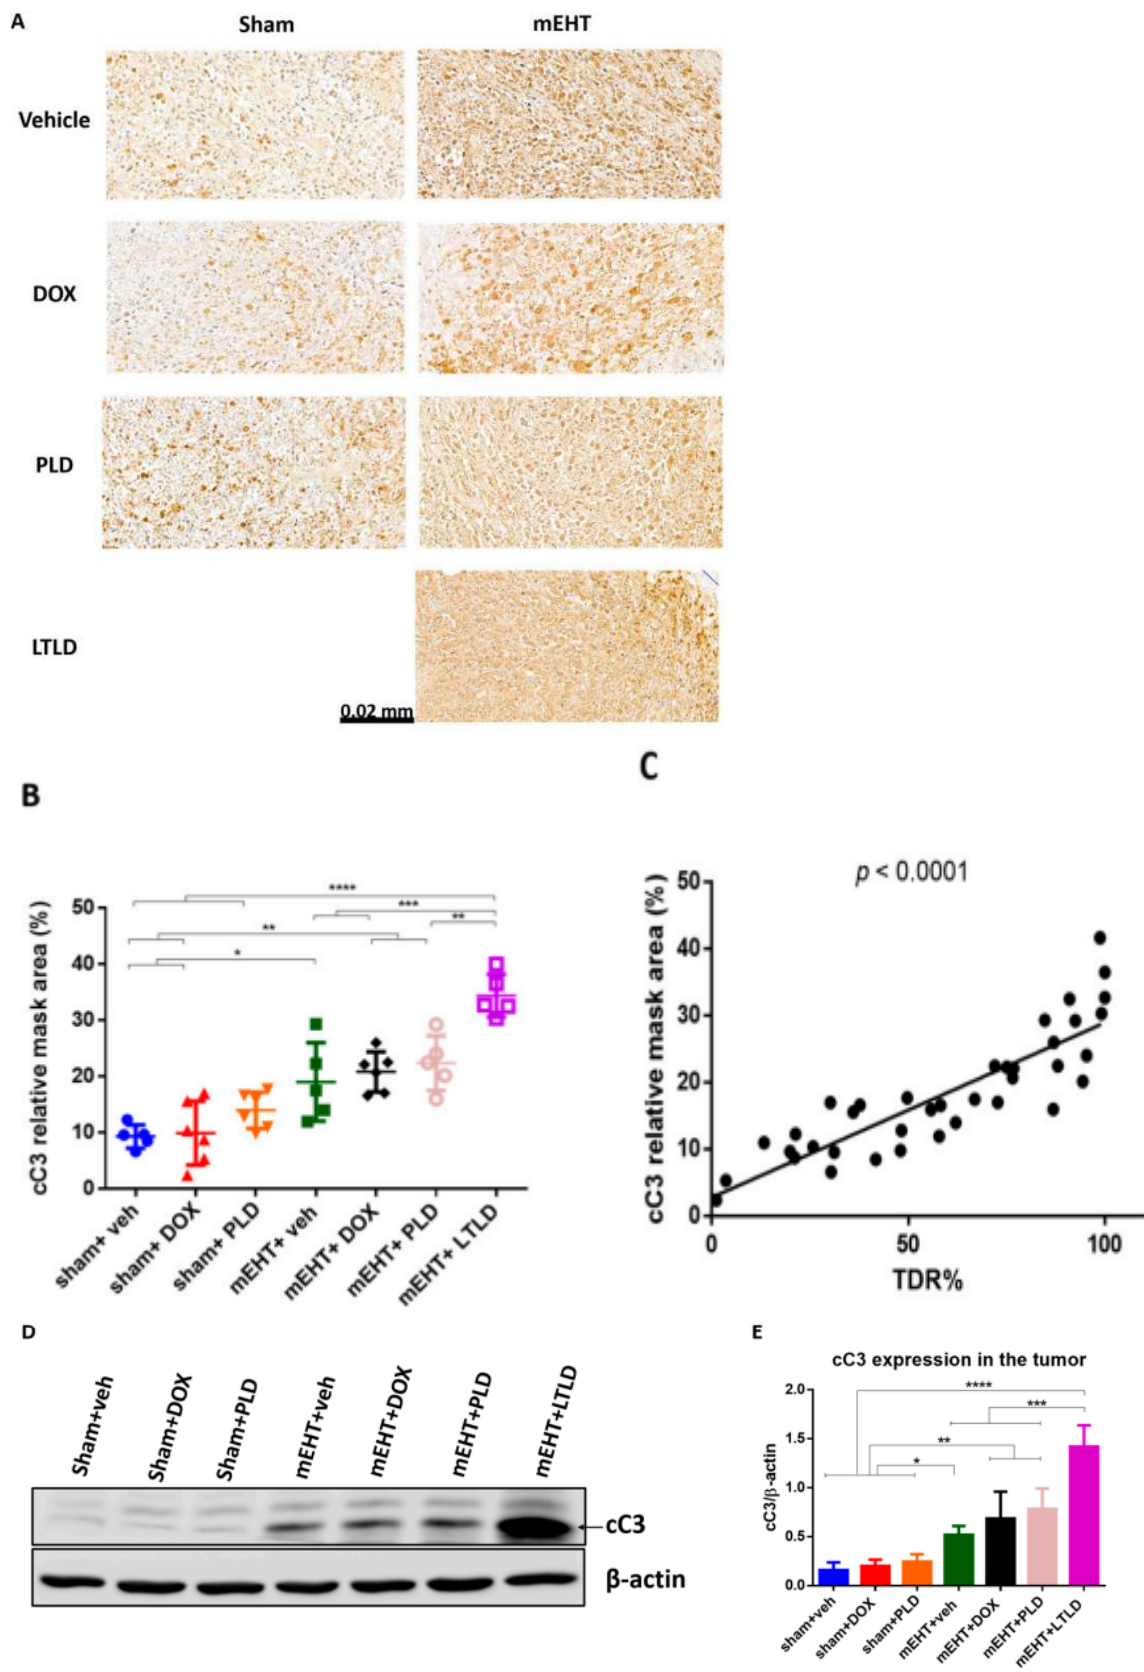 A
Sham mEHT
Vehicle
DOX
PLD
LTLD
0.02 mm
B
cC3 relative mask area (%)
50
40
30
20
10
0
****
***
**
**
*
sham+ veh
sham+ DOX
sham+ PLD
mEHT+ veh
mEHT+ DOX
mEHT+ PLD
mEHT+ LTLD
C
p < 0.0001
cC3 relative mask area (%)
50
40
30
20
10
0
0 50 100
TDR%
D
Sham+veh
Sham+DOX
Sham+PLD
mEHT+veh
mEHT+DOX
mEHT+PLD
mEHT+LTLD
cC3
β-actin
E
cC3 expression in the tumor
cC3/β-actin
2.0
1.5
1.0
0.5
0.0
****
***
**
*
sham+veh
sham+DOX
sham+PLD
mEHT+veh
mEHT+DOX
mEHT+PLD
mEHT+LTLD